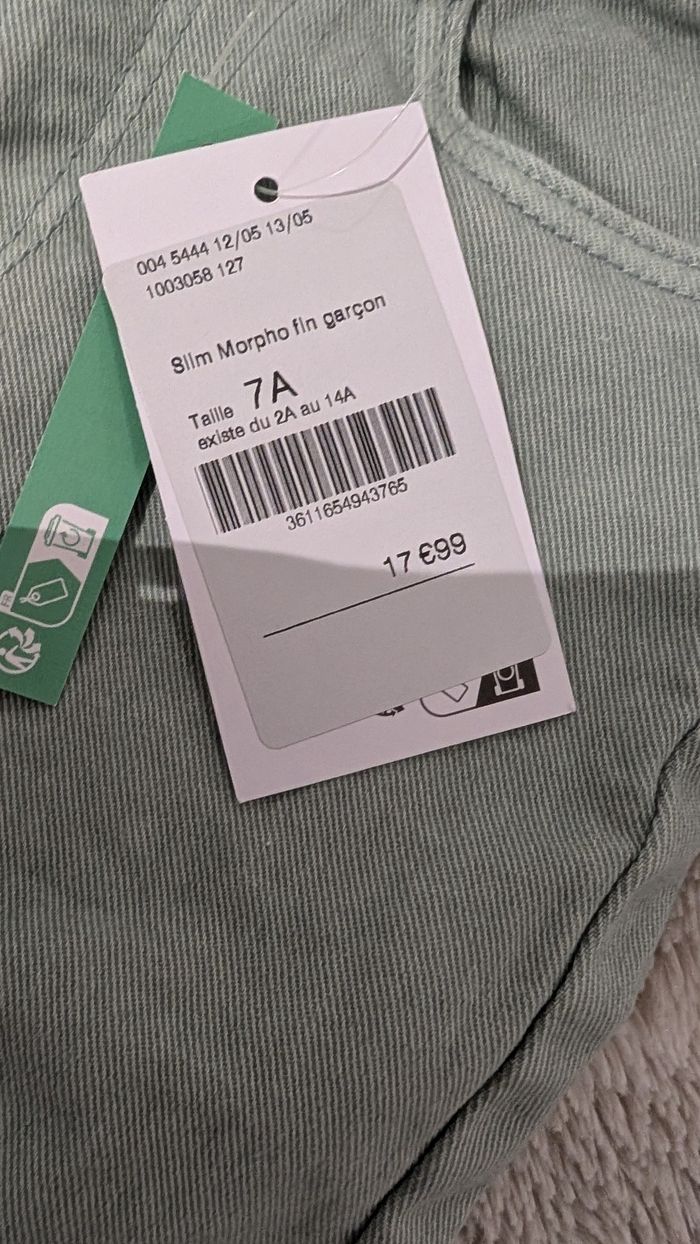 004 5444 12/05 13/05
1003058 127
Slim Morpho fin garçon
Taille 7A
existe du 2A au 14A
3611654943765
17 €99
FR